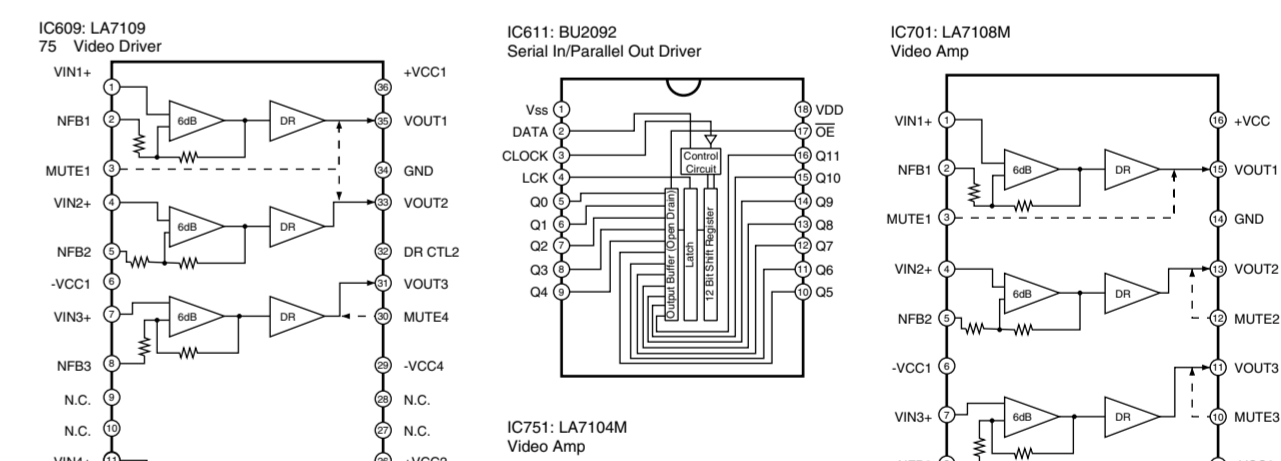 IC609: LA7109
75 Video Driver
VIN1+ 1 36 +VCC1
NFB1 2 6dB DR 35 VOUT1
MUTE1 3 34 GND
VIN2+ 4 6dB DR 33 VOUT2
NFB2 5 32 DR CTL2
-VCC1 6 31 VOUT3
VIN3+ 7 6dB DR 30 MUTE4
NFB3 8 29 -VCC4
N.C. 9 28 N.C.
N.C. 10 27 N.C.
IC611: BU2092
Serial In/Parallel Out Driver
Vss 1 18 VDD
DATA 2 17 OE
CLOCK 3 16 Q11
LCK 4 15 Q10
Q0 5 14 Q9
Q1 6 13 Q8
Q2 7 12 Q7
Q3 8 11 Q6
Q4 9 10 Q5
Control
Circuit
Output Buffer (Open Drain)
Latch
12 Bit Shift Register
IC751: LA7104M
Video Amp
IC701: LA7108M
Video Amp
VIN1+ 1 16 +VCC
NFB1 2 6dB DR 15 VOUT1
MUTE1 3 14 GND
VIN2+ 4 13 VOUT2
6dB DR
NFB2 5 12 MUTE2
-VCC1 6 11 VOUT3
VIN3+ 7 6dB DR 10 MUTE3